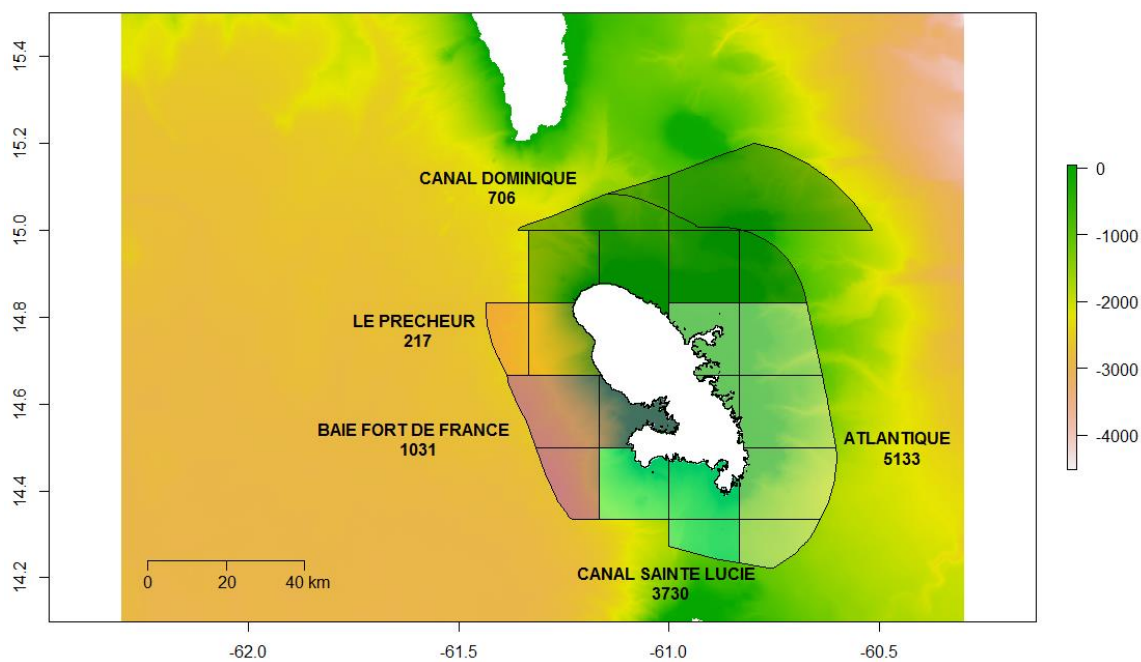 15.4
15.2
15.0
14.8
14.6
14.4
14.2
CANAL DOMINIQUE
706
LE PRECHEUR
217
BAIE FORT DE FRANCE
1031
ATLANTIQUE
5133
CANAL SAINTE LUCIE
3730
0 20 40 km
0
-1000
-2000
-3000
-4000
-62.0 -61.5 -61.0 -60.5